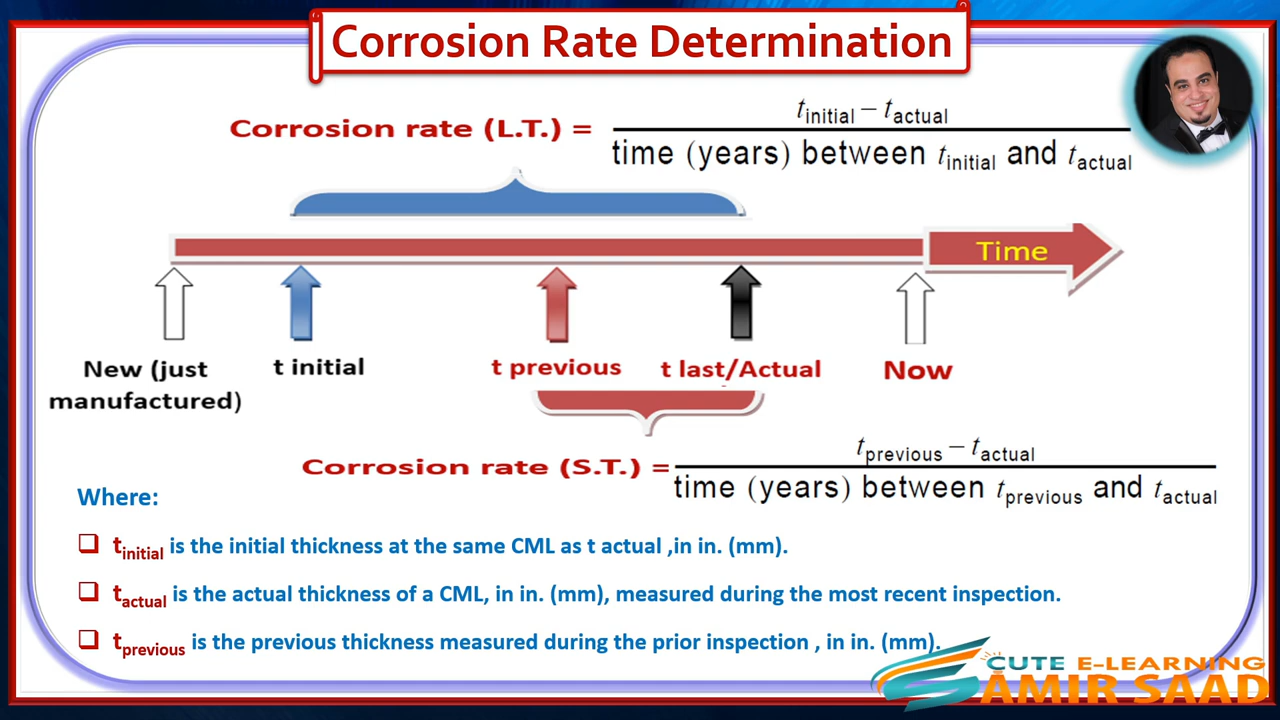 Corrosion Rate Determination
Corrosion rate (L.T.) = t initial − t actual
time (years) between t initial and t actual
Time
New (just manufactured)
t initial
t previous
t last/Actual
Now
Corrosion rate (S.T.) = t previous − t actual
time (years) between t previous and t actual
Where:
t initial is the initial thickness at the same CML as t actual ,in in. (mm).
t actual is the actual thickness of a CML, in in. (mm), measured during the most recent inspection.
t previous is the previous thickness measured during the prior inspection , in in. (mm).
CUTE E-LEARNING
AMIR SAAD